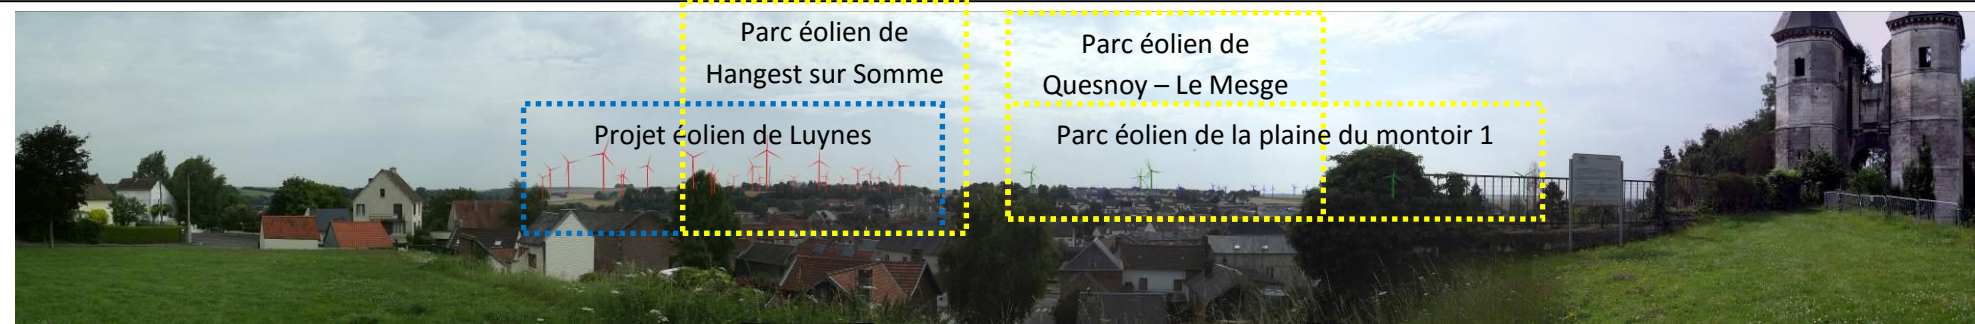 Parc éolien de
Hangest sur Somme
Parc éolien de
Quesnoy – Le Mesge
Projet éolien de Luynes
Parc éolien de la plaine du montoir 1